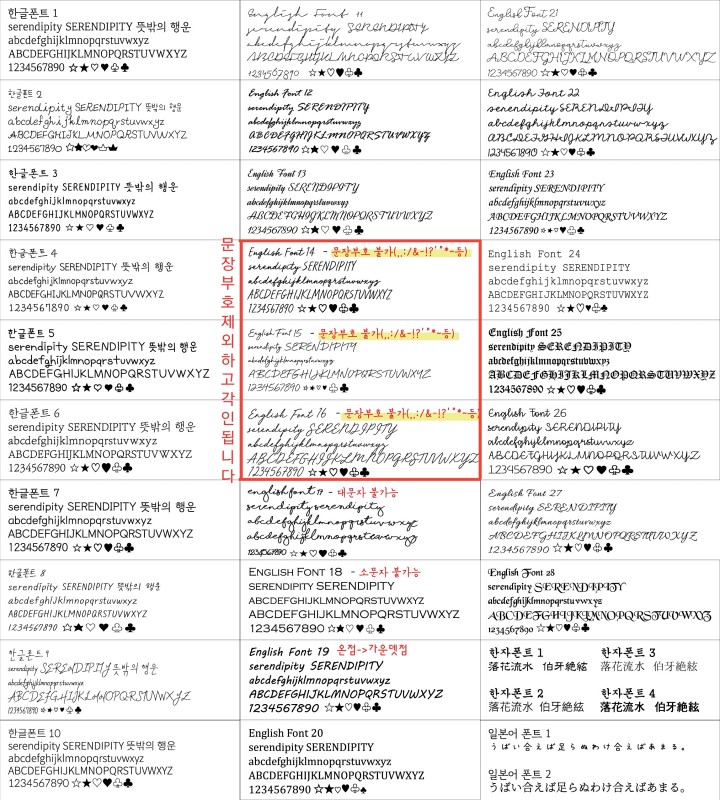 한글폰트 1
serendipity SERENDIPITY 뜻밖의 행운
abcdefghijklmnopqrstuvwxyz
ABCDEFGHIJKLMNOPQRSTUVWXYZ
1234567890 ☆★♡♥♧♣
한글폰트 2
serendipity SERENDIPITY 뜻밖의 행운
abcdefghijklmnopqrstuvwxyz
ABCDEFGHIJKLMNOPQRSTUVWXYZ
1234567890
한글폰트 3
serendipity SERENDIPITY 뜻밖의 행운
abcdefghijklmnopqrstuvwxyz
ABCDEFGHIJKLMNOPQRSTUVWXYZ
1234567890 ☆★♡♥♧♣
한글폰트 4
serendipity SERENDIPITY 뜻밖의 행운
abcdefghijklmnopqrstuvwxyz
ABCDEFGHIJKLMNOPQRSTUVWXYZ
1234567890 ☆★♡♥♧♣
한글폰트 5
serendipity SERENDIPITY 뜻밖의 행운
abcdefghijklmnopqrstuvwxyz
ABCDEFGHIJKLMNOPQRSTUVWXYZ
1234567890 ☆★♡♥♧♣
한글폰트 6
serendipity SERENDIPITY 뜻밖의 행운
abcdefghijklmnopqrstuvwxyz
ABCDEFGHIJKLMNOPQRSTUVWXYZ
1234567890 ☆★♡♥♧♣
한글폰트 7
serendipity SERENDIPITY 뜻밖의 행운
abcdefghijklmnopqrstuvwxyz
ABCDEFGHIJKLMNOPQRSTUVWXYZ
1234567890 ☆★♡♥♧♣
한글폰트 8
serendipity SERENDIPITY 뜻밖의 행운
abcdefghijklmnopqrstuvwxyz
ABCDEFGHIJKLMNOPQRSTUVWXYZ
1234567890 ☆★♡♥♧♣
한글폰트 9
serendipity SERENDIPITY 뜻밖의 행운
abcdefghijklmnopqrstuvwxyz
ABCDEFGHIJKLMNOPQRSTUVWXYZ
1234567890 ☆★♡♥♧♣
한글폰트 10
serendipity SERENDIPITY 뜻밖의 행운
abcdefghijklmnopqrstuvwxyz
ABCDEFGHIJKLMNOPQRSTUVWXYZ
1234567890 ☆★♡♥♧♣
문장부호제외하고각인됩니다
English Font 11
serendipity SERENDIPITY
abcdefghijklmnopqrstuvwxyz
ABCDEFGHIJKLMNOPQRSTUVWXYZ
1234567890 ☆★♡♥♧♣
English Font 12
serendipity SERENDIPITY
abcdefghijklmnopqrstuvwxyz
ABCDEFGHIJKLMNOPQRSTUVWXYZ
1234567890 ☆★♡♥♧♣
English Font 13
serendipity SERENDIPITY
abcdefghijklmnopqrstuvwxyz
ABCDEFGHIJKLMNOPQRSTUVWXYZ
1234567890 ☆★♡♥♧♣
English Font 14 - 문장부호 불가(,.:/&-!?'"*~등)
serendipity SERENDIPITY
abcdefghijklmnopqrstuvwxyz
ABCDEFGHIJKLMNOPQRSTUVWXYZ
1234567890 ☆★♡♥♧♣
English Font 15 - 문장부호 불가(,.:/&-!?'"*~등)
serendipity SERENDIPITY
abcdefghijklmnopqrstuvwxyz
ABCDEFGHIJKLMNOPQRSTUVWXYZ
1234567890 ☆★♡♥♧♣
English Font 16 - 문장부호 불가(,.:/&-!?'"*~등)
serendipity SERENDIPITY
abcdefghijklmnopqrstuvwxyz
ABCDEFGHIJKLMNOPQRSTUVWXYZ
1234567890 ☆★♡♥♧♣
english font 17 - 대문자 불가능
serendipity serendipity
abcdefghijklmnopqrstuvwxyz
1234567890 ☆★♡♥♧♣
ENGLISH FONT 18 - 소문자 불가능
SERENDIPITY SERENDIPITY
ABCDEFGHIJKLMNOPQRSTUVWXYZ
ABCDEFGHIJKLMNOPQRSTUVWXYZ
1234567890 ☆★♡♥♧♣
English Font 19 온점->가운뎃점
serendipity SERENDIPITY
abcdefghijklmnopqrstuvwxyz
ABCDEFGHIJKLMNOPQRSTUVWXYZ
1234567890 ☆★♡♥♧♣
English Font 20
serendipity SERENDIPITY
abcdefghijklmnopqrstuvwxyz
ABCDEFGHIJKLMNOPQRSTUVWXYZ
1234567890 ☆★♡♥♧♠
English Font 21
serendipity SERENDIPITY
abcdefghijklmnopqrstuvwxyz
ABCDEFGHIJKLMNOPQRSTUVWXYZ
1234567890 ☆★♡♥♧♣
English Font 22
serendipity SERENDIPITY
abcdefghijklmnopqrstuvwxyz
ABCDEFGHIJKLMNOPQRSTUVWXYZ
1234567890 ☆★♡♥♧♣
English Font 23
serendipity SERENDIPITY
abcdefghijklmnopqrstuvwxyz
ABCDEFGHIJKLMNOPQRSTUVWXYZ
1234567890 ☆★♡♥♧♣
English Font 24
serendipity SERENDIPITY
abcdefghijklmnopqrstuvwxyz
ABCDEFGHIJKLMNOPQRSTUVWXYZ
1234567890 ☆★♡♥♧♣
English Font 25
serendipity SERENDIPITY
abcdefghijklmnopqrstuvwxyz
ABCDEFGHIJKLMNOPQRSTUVWXYZ
1234567890 ☆★♡♥♧♣
English Font 26
serendipity SERENDIPITY
abcdefghijklmnopqrstuvwxyz
ABCDEFGHIJKLMNOPQRSTUVWXYZ
1234567890 ☆★♡♥♧♣
English Font 27
serendipity SERENDIPITY
abcdefghijklmnopqrstuvwxyz
ABCDEFGHIJKLMNOPQRSTUVWXYZ
1234567890 ☆★♡♥♧♣
English Font 28
serendipity SERENDIPITY
abcdefghijklmnopqrstuvwxyz
ABCDEFGHIJKLMNOPQRSTUVWXYZ
1234567890 ☆★♡♥♧♣
한자폰트 1
落花流水 伯牙絶絃
한자폰트 3
落花流水 伯牙絶絃
한자폰트 2
落花流水 伯牙絶絃
한자폰트 4
落花流水 伯牙絶絃
일본어 폰트 1
うばい合えば足らぬわけ合えばあまる。
일본어 폰트 2
うばい合えば足らぬわけ合えばあまる。